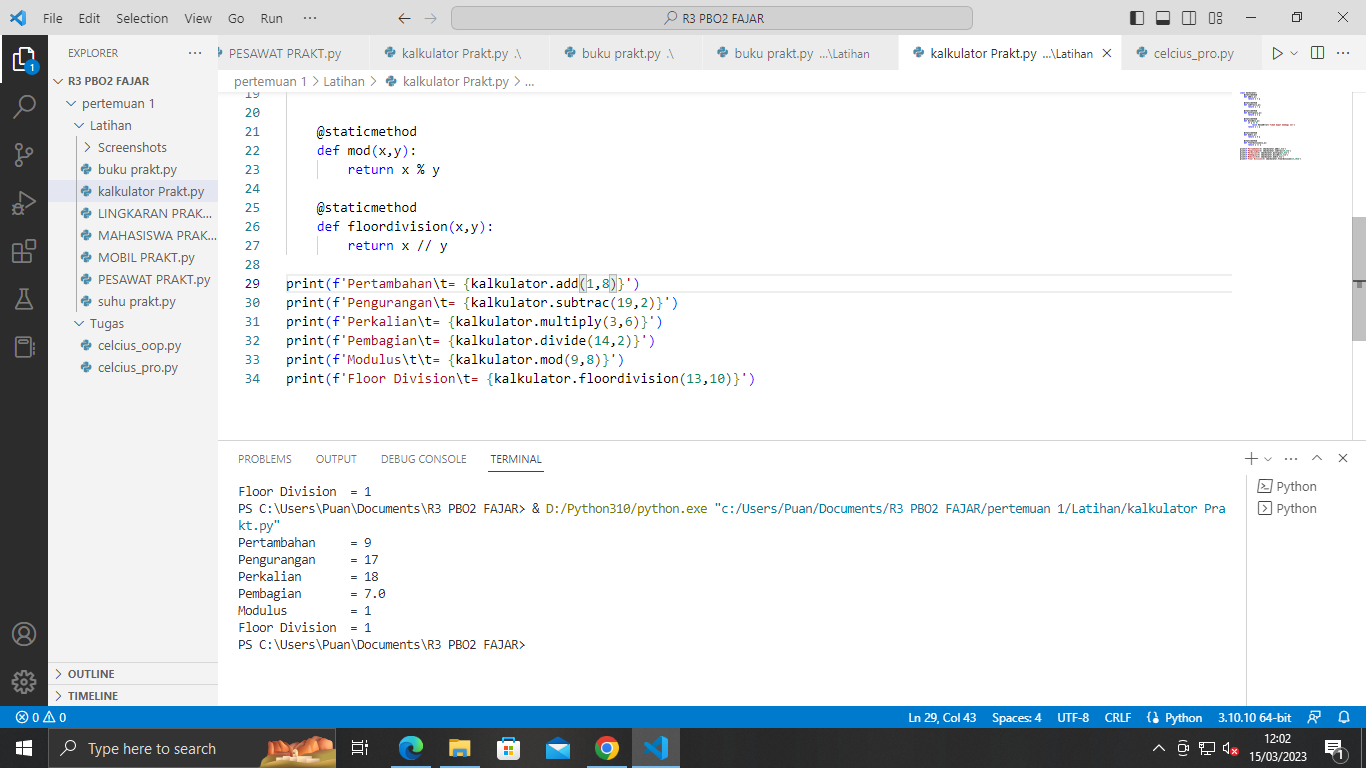 File Edit Selection View Go Run ··· R3 PBO2 FAJAR
EXPLORER ···
PESAWAT PRAKT.py kalkulator Prakt.py .\ buku prakt.py .\ buku prakt.py ...\Latihan kalkulator Prakt.py ...\Latihan celcius_pro.py
pertemuan 1 > Latihan > kalkulator Prakt.py > ...
1
R3 PBO2 FAJAR
pertemuan 1
Latihan
Screenshots
buku prakt.py
kalkulator Prakt.py
LINGKARAN PRAK...
MAHASISWA PRAK...
MOBIL PRAKT.py
PESAWAT PRAKT.py
suhu prakt.py
Tugas
celcius_oop.py
celcius_pro.py
OUTLINE
TIMELINE
19
20
21 @staticmethod
22 def mod(x,y):
23 return x % y
24
25 @staticmethod
26 def floordivision(x,y):
27 return x // y
28
29 print(f'Pertambahan\t= {kalkulator.add(1,8)}')
30 print(f'Pengurangan\t= {kalkulator.subtrac(19,2)}')
31 print(f'Perkalian\t= {kalkulator.multiply(3,6)}')
32 print(f'Pembagian\t= {kalkulator.divide(14,2)}')
33 print(f'Modulus\t\t= {kalkulator.mod(9,8)}')
34 print(f'Floor Division\t= {kalkulator.floordivision(13,10)}')
PROBLEMS OUTPUT DEBUG CONSOLE TERMINAL
Floor Division = 1
PS C:\Users\Puan\Documents\R3 PBO2 FAJAR> & D:/Python310/python.exe "c:/Users/Puan/Documents/R3 PBO2 FAJAR/pertemuan 1/Latihan/kalkulator Pra
kt.py"
Pertambahan = 9
Pengurangan = 17
Perkalian = 18
Pembagian = 7.0
Modulus = 1
Floor Division = 1
PS C:\Users\Puan\Documents\R3 PBO2 FAJAR>
Python
Python
0 0 Ln 29, Col 43 Spaces: 4 UTF-8 CRLF Python 3.10.10 64-bit
Type here to search
12:02
15/03/2023
1